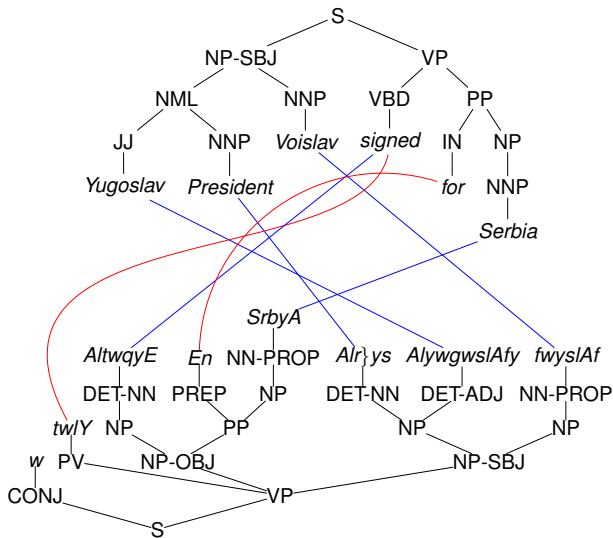 S
NP-SBJ VP
NML NNP VBD PP
JJ NNP Voislav signed IN NP
Yugoslav President for NNP
Serbia
SrbyA
AltwqyE En NN-PROP Alr}ys AlywgwslAfy fwyslAf
DET-NN PREP NP DET-NN DET-ADJ NN-PROP
twlY NP PP NP NP
w PV NP-OBJ NP-SBJ
CONJ VP
S